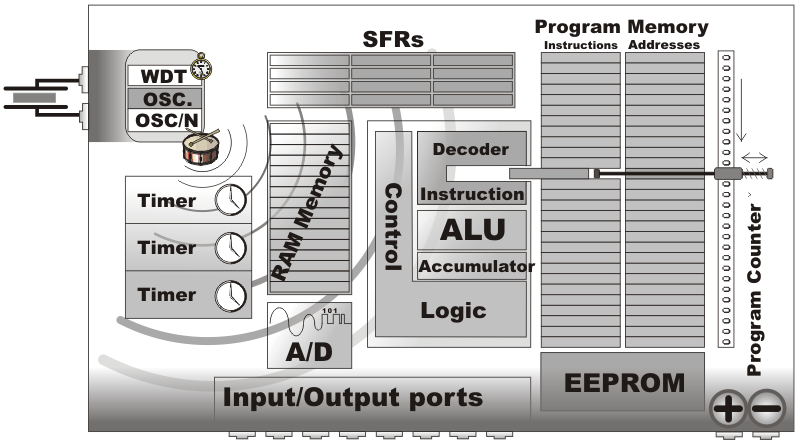 SFRs
Program Memory
Instructions Addresses
WDT
OSC.
OSC/N
Timer
Timer
Timer
RAM Memory
Control
Decoder
Instruction
ALU
Accumulator
Logic
101
A/D
Input/Output ports
EEPROM
Program Counter
+ −